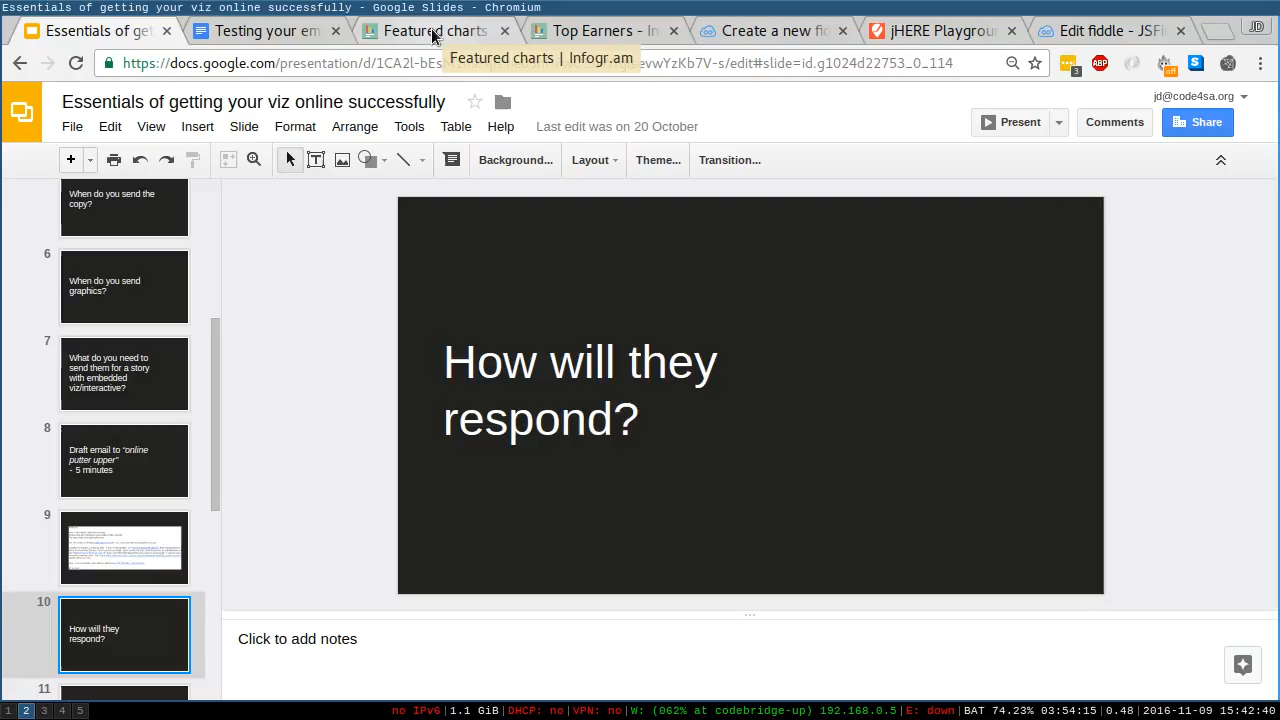 Essentials of getting your viz online successfully - Google Slides - Chromium
Essentials of get
Testing your em
Featured charts
Top Earners - In
Create a new fi
jHERE Playgrou
Edit fiddle - JSFi
JD
Featured charts | Infogr.am
https://docs.google.com/presentation/d/1CA2l-bEs
evwYzKb7V-s/edit#slide=id.g1024d22753_0_114
3
ABP
off
Essentials of getting your viz online successfully
jd@code4sa.org
File Edit View Insert Slide Format Arrange Tools Table Help Last edit was on 20 October
Present
Comments
Share
Background...
Layout
Theme...
Transition...
When do you send the
copy?
6
When do you send
graphics?
7
What do you need to
send them for a story
with embedded
viz/interactive?
8
Draft email to "online
putter upper"
- 5 minutes
9
10
How will they
respond?
11
How will they
respond?
Click to add notes
1 2 3 4 5
no IPv6|1.1 GiB|DHCP: no|VPN: no|W: (062% at codebridge-up) 192.168.0.5|E: down|BAT 74.23% 03:54:15|0.48|2016-11-09 15:42:40